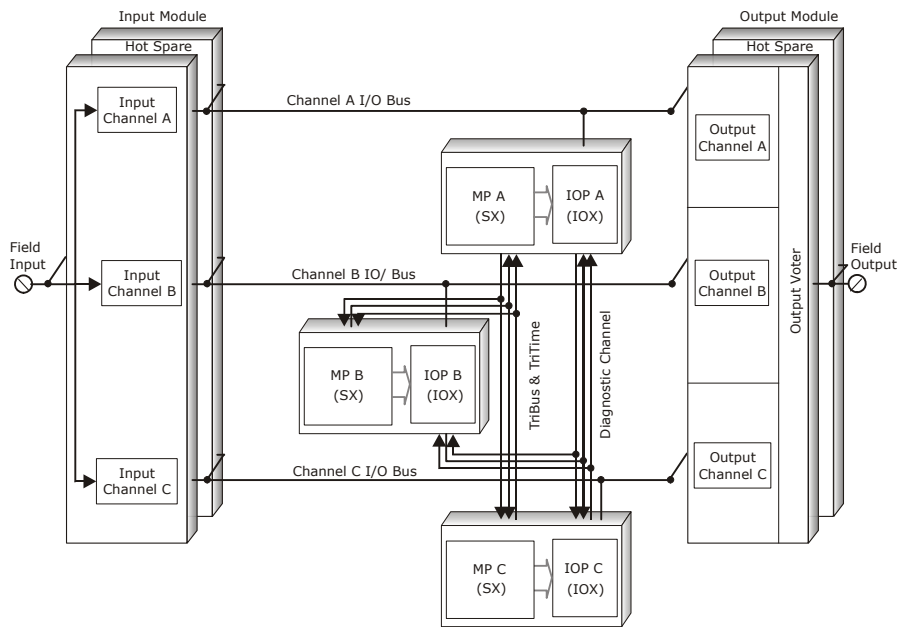 Input Module
Hot Spare
Input
Channel A
Field
Input
Input
Channel B
Input
Channel C
Channel A I/O Bus
MP A
(SX)
IOP A
(IOX)
Channel B IO/ Bus
MP B
(SX)
IOP B
(IOX)
TriBus & TriTime
Diagnostic Channel
Channel C I/O Bus
MP C
(SX)
IOP C
(IOX)
Output Module
Hot Spare
Output
Channel A
Output
Channel B
Output
Channel C
Output Voter
Field
Output